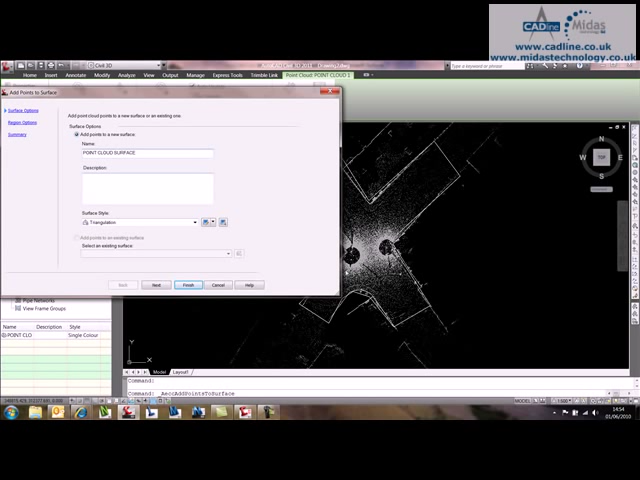 CADline
Midas
technology
www.cadline.co.uk
www.midastechnology.co.uk
Civil 3D
Home Insert Annotate Modify Analyze View Output Manage Express Tools Trimble Link Point Cloud: POINT CLOUD 1
Add Points to Surface
Surface Options
Region Options
Summary
Add point cloud points to a new surface or an existing one.
Surface Options
Add points to a new surface:
Name:
POINT CLOUD SURFACE
Description:
Surface Style:
Triangulation
Add points to an existing surface
Select an existing surface:
Back Next Finish Cancel Help
N
W TOP E
S
Pipe Networks
View Frame Groups
Name Description Style
POINT CLO Single Colour
Y
X
Model Layout1
Command:
Command: _AeccAddPointsToSurface
MODEL
14:54
01/06/2010